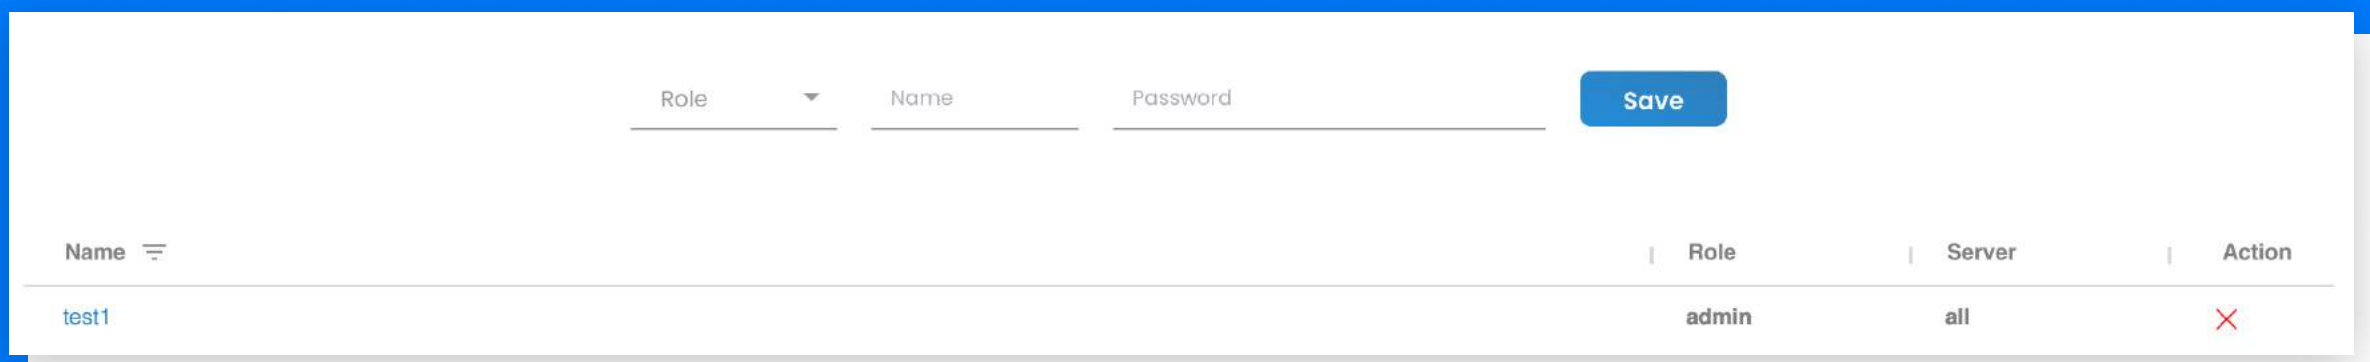 Role Name Password Save
Name Role Server Action
test1 admin all